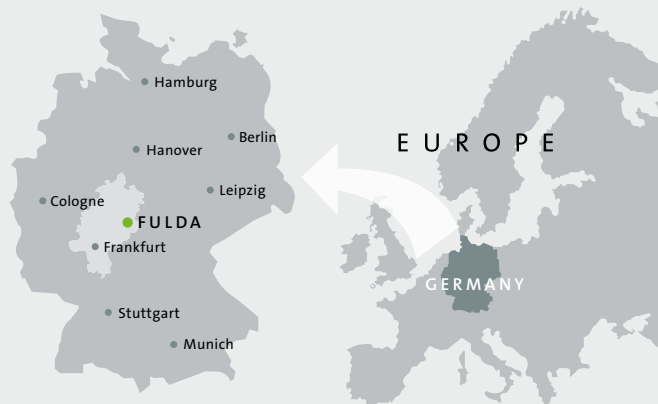 Hamburg
Berlin
Hanover
Leipzig
Cologne
FULDA
Frankfurt
Stuttgart
Munich
EUROPE
GERMANY